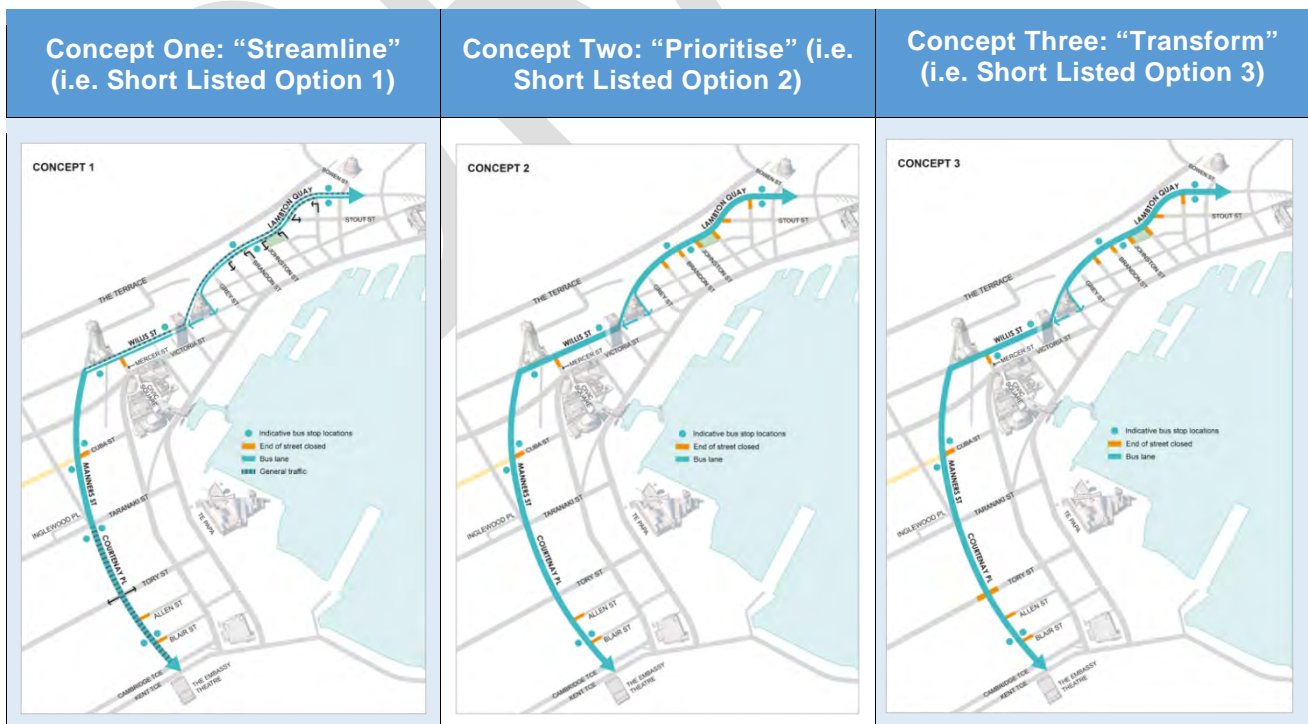 Concept One: “Streamline”
(i.e. Short Listed Option 1)
Concept Two: “Prioritise” (i.e.
Short Listed Option 2)
Concept Three: “Transform”
(i.e. Short Listed Option 3)
CONCEPT 1
BOWEN ST
LAMBTON QUAY
STOUT ST
JOHNSTON ST
BRANDON ST
GREY ST
THE TERRACE
WILLIS ST
MERCER ST
VICTORIA ST
CIVIC
SQUARE
Indicative bus stop locations
End of street closed
Bus lane
General traffic
CUBA ST
MANNERS ST
TARANAKI ST
INGLEWOOD PL
TE PAPA
COURTENAY PL
TORY ST
ALLEN ST
BLAIR ST
CAMBRIDGE TCE
KENT TCE
THE EMBASSY
THEATRE
CONCEPT 2
BOWEN ST
LAMBTON QUAY
STOUT ST
JOHNSTON ST
BRANDON ST
GREY ST
THE TERRACE
WILLIS ST
MERCER ST
VICTORIA ST
CIVIC
SQUARE
Indicative bus stop locations
End of street closed
Bus lane
CUBA ST
MANNERS ST
TARANAKI ST
INGLEWOOD PL
TE PAPA
COURTENAY PL
TORY ST
ALLEN ST
BLAIR ST
CAMBRIDGE TCE
KENT TCE
THE EMBASSY
THEATRE
CONCEPT 3
BOWEN ST
LAMBTON QUAY
STOUT ST
JOHNSTON ST
BRANDON ST
GREY ST
THE TERRACE
WILLIS ST
MERCER ST
VICTORIA ST
CIVIC
SQUARE
Indicative bus stop locations
End of street closed
Bus lane
CUBA ST
MANNERS ST
TARANAKI ST
INGLEWOOD PL
TE PAPA
COURTENAY PL
TORY ST
ALLEN ST
BLAIR ST
CAMBRIDGE TCE
KENT TCE
THE EMBASSY
THEATRE